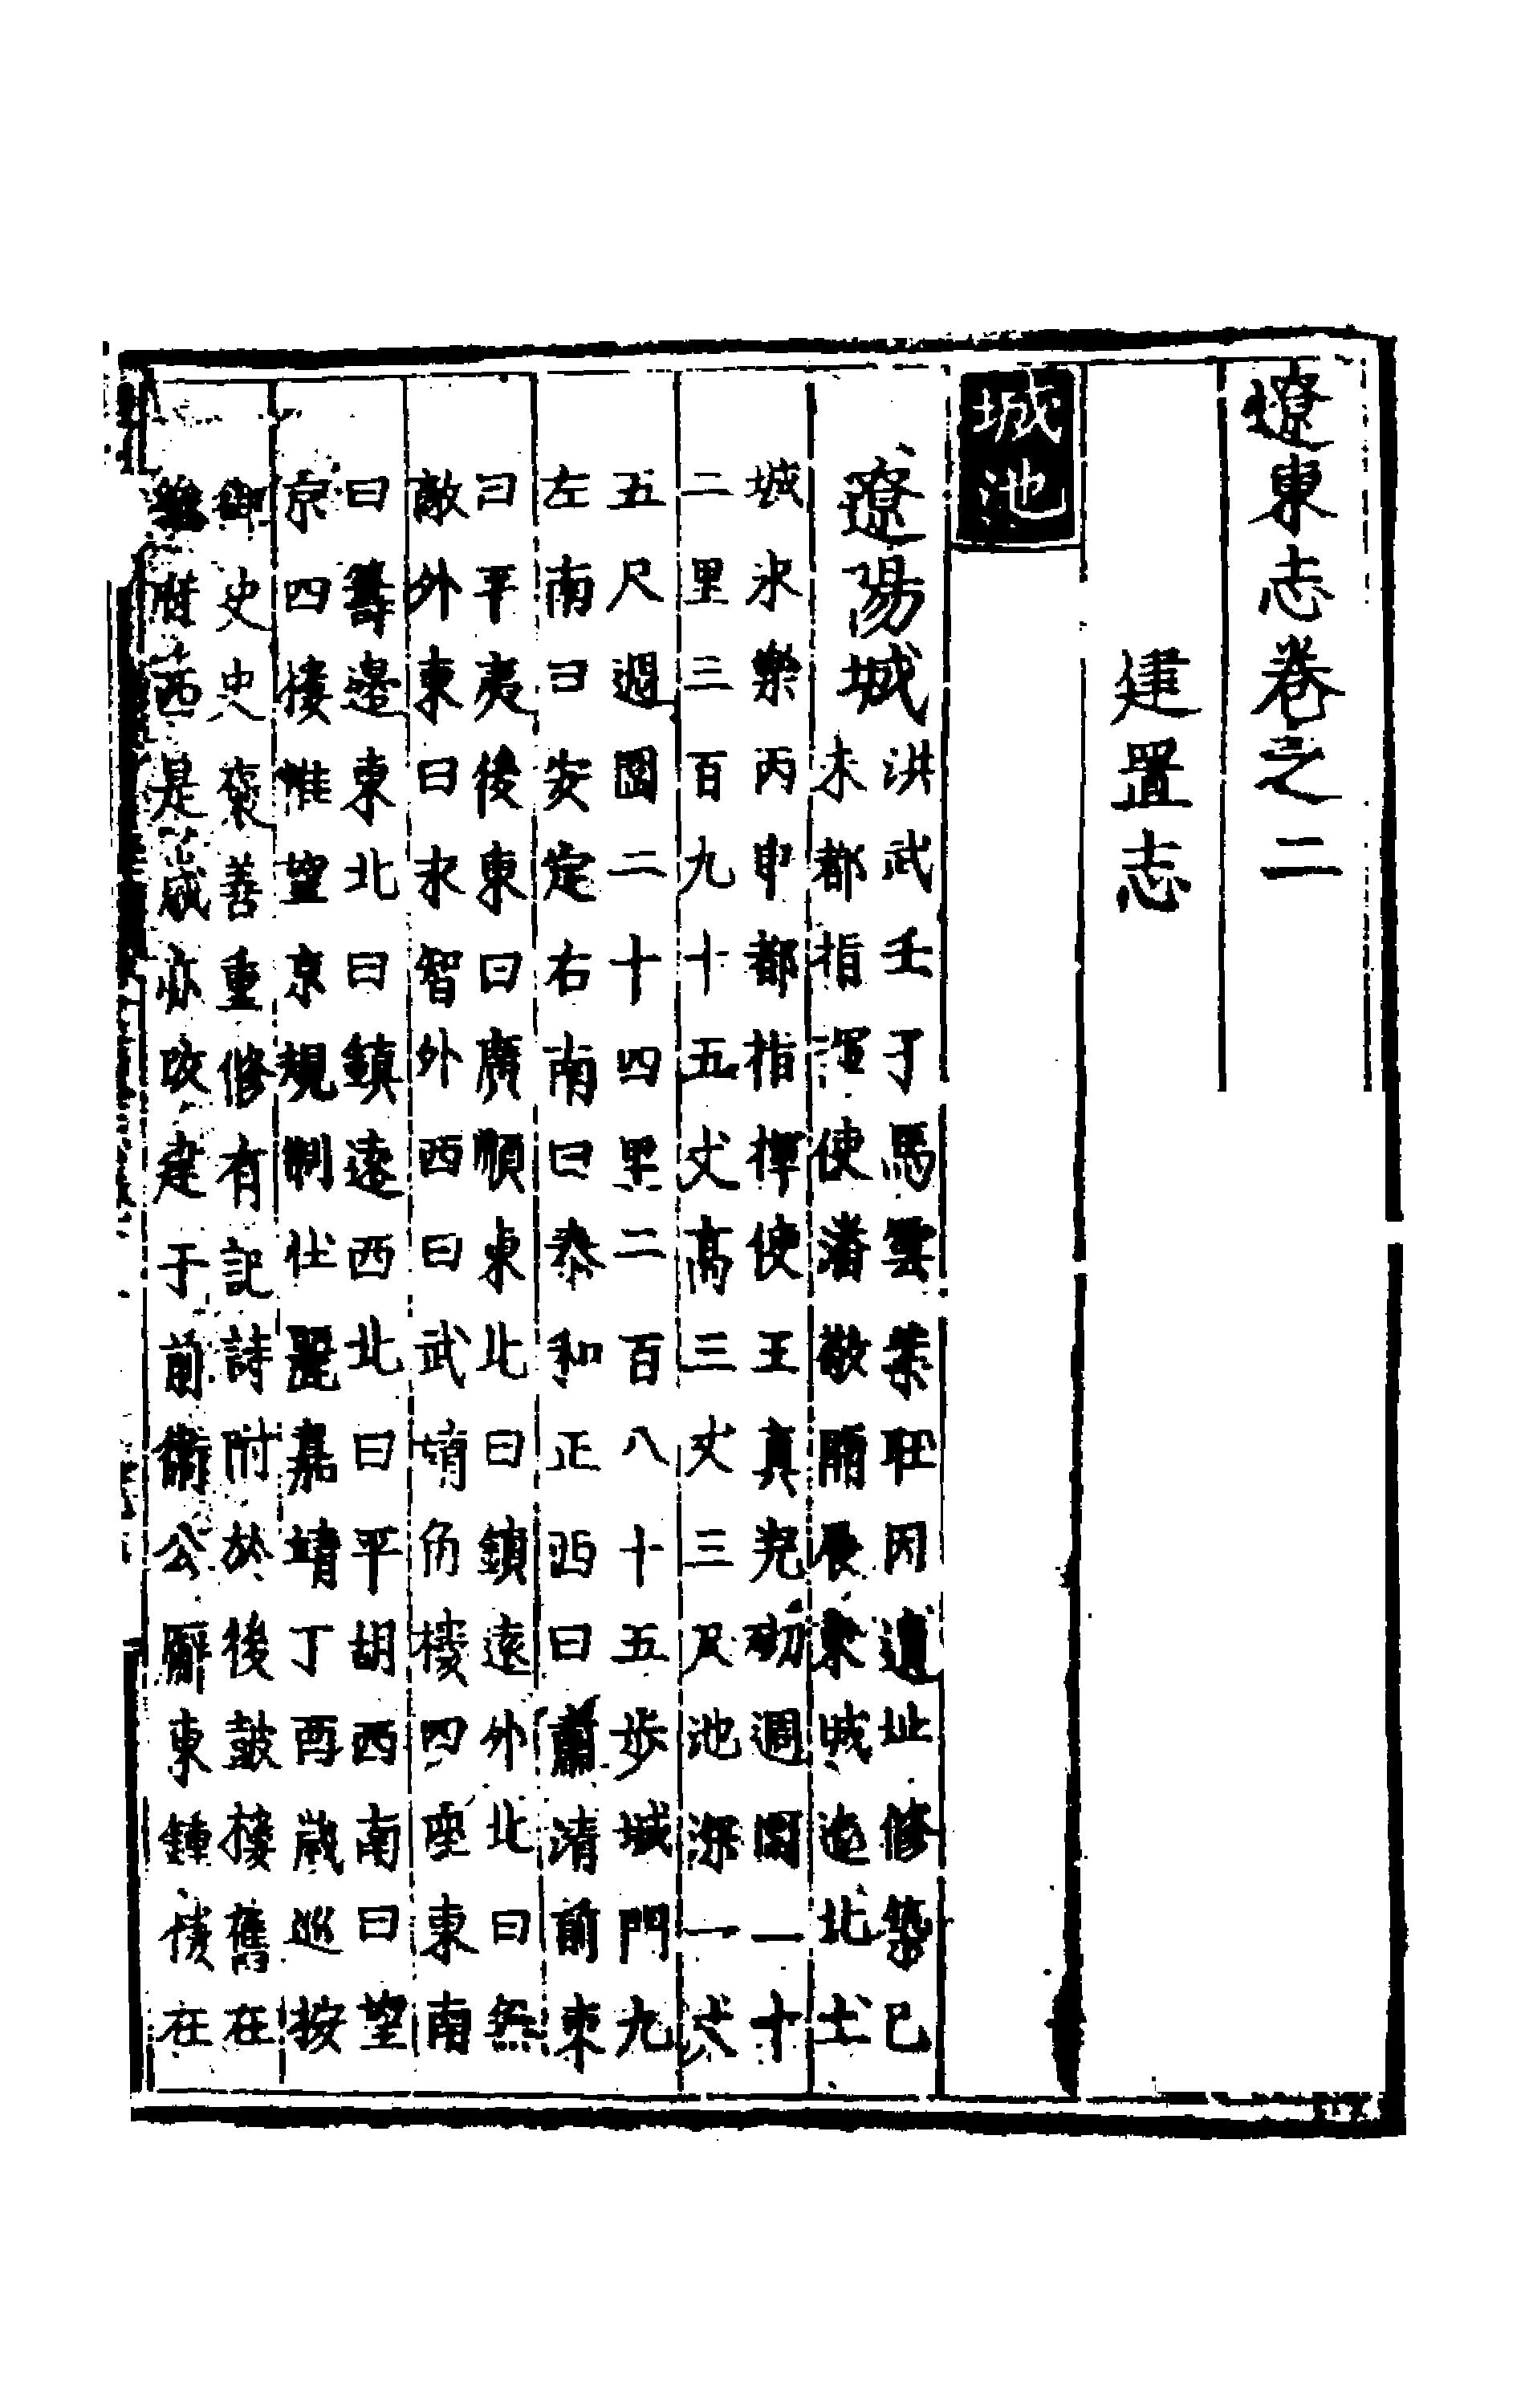 遼東志卷之二
建置志
城池
遼陽城
洪武壬子馬雲葉旺因遺址修築己
未都指揮使潘敬開展東城迤北土
城永樂丙申都指揮使王真完砌週圍一十
二里三百九十五丈高三丈三尺池深一丈
五尺週圍二十四里二百八十五步城門九
左南曰安定右南曰泰和正西曰肅清前東
曰平夷後東曰廣順東北曰鎮遠外北曰無
敵外東曰永智外西曰武靖角樓四座東南
曰籌邊東北曰鎮遠西北曰平胡西南曰望
京四樓惟望京規制壯麗嘉靖丁酉歲巡按
御史史褒善重修有記詩附於後鼓樓舊在
府西是歲亦改建于前衛公廨東鍾樓在